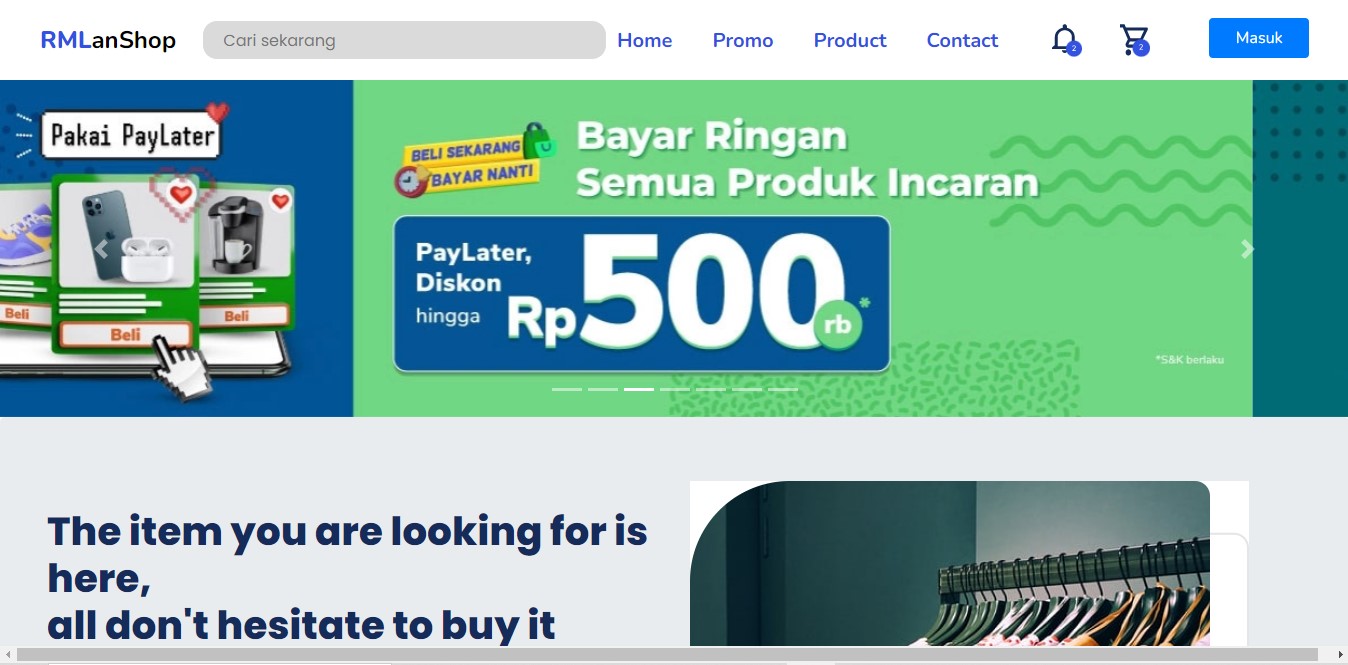 RMLanShop
Cari sekarang
Home
Promo
Product
Contact
2
2
Masuk
Pakai PayLater
Beli
Beli
Beli
BELI SEKARANG
BAYAR NANTI
Bayar Ringan
Semua Produk Incaran
PayLater,
Diskon
hingga
Rp500
rb*
*S&K berlaku
The item you are looking for is
here,
all don't hesitate to buy it